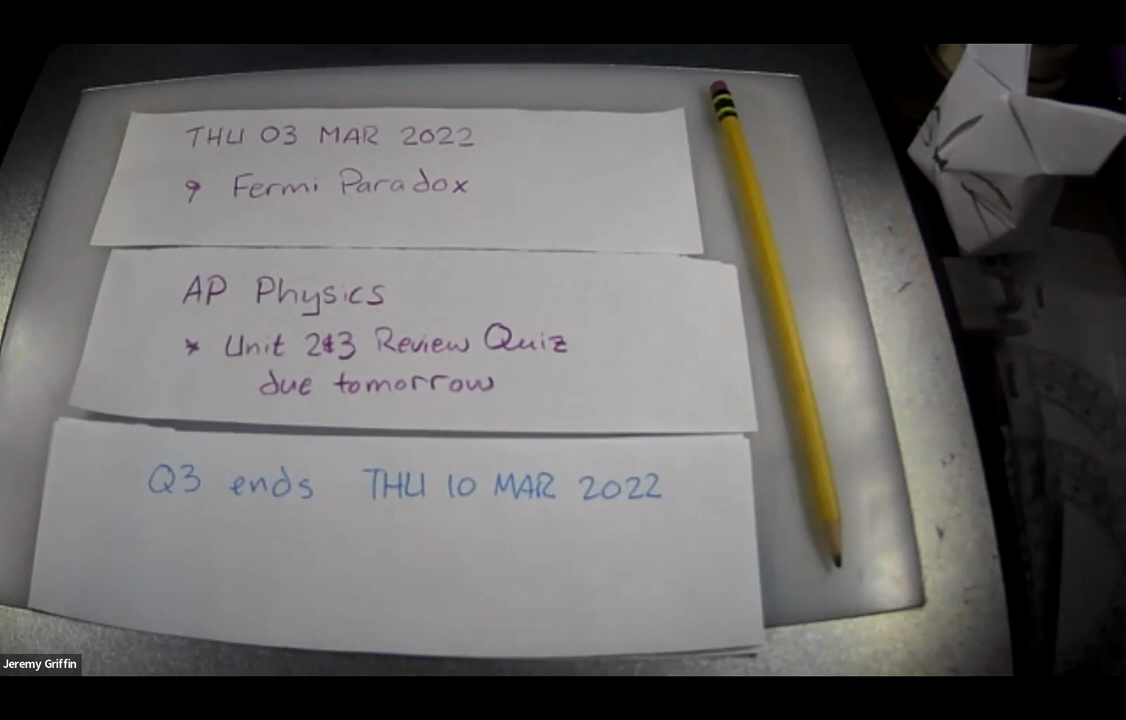 THU 03 MAR 2022
? Fermi Paradox
AP Physics
* Unit 2&3 Review Quiz
due tomorrow
Q3 ends THU 10 MAR 2022
Jeremy Griffin